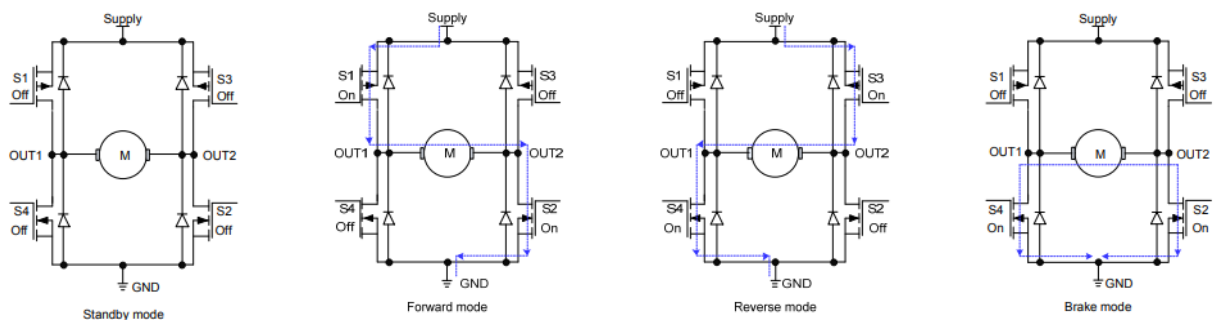 Supply
S1
Off
S3
Off
OUT1
M
OUT2
S4
Off
S2
Off
GND
Standby mode
Supply
S1
On
S3
Off
OUT1
M
OUT2
S4
Off
S2
On
GND
Forward mode
Supply
S1
Off
S3
On
OUT1
M
OUT2
S4
On
S2
Off
GND
Reverse mode
Supply
S1
Off
S3
Off
OUT1
M
OUT2
S4
On
S2
On
GND
Brake mode